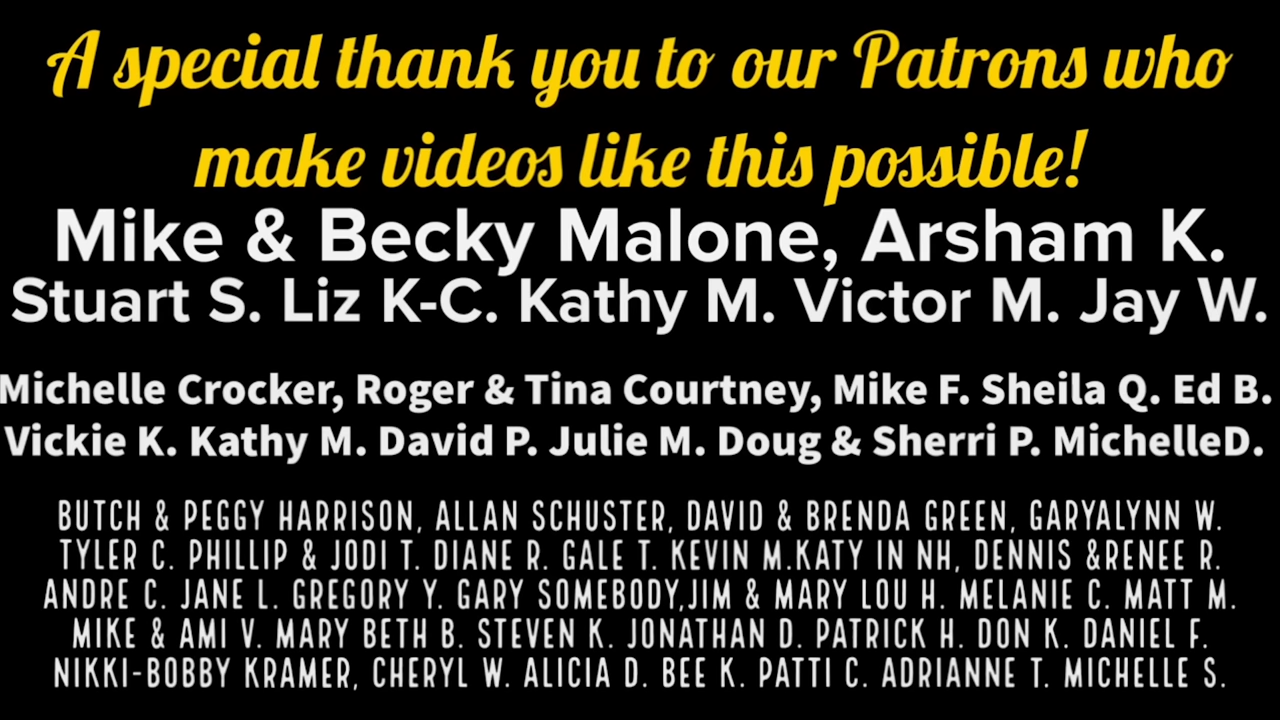 A special thank you to our Patrons who
make videos like this possible!
Mike & Becky Malone, Arsham K.
Stuart S. Liz K-C. Kathy M. Victor M. Jay W.
Michelle Crocker, Roger & Tina Courtney, Mike F. Sheila Q. Ed B.
Vickie K. Kathy M. David P. Julie M. Doug & Sherri P. MichelleD.
BUTCH & PEGGY HARRISON, ALLAN SCHUSTER, DAVID & BRENDA GREEN, GARYALYNN W.
TYLER C. PHILLIP & JODI T. DIANE R. GALE T. KEVIN M.KATY IN NH, DENNIS &RENEE R.
ANDRE C. JANE L. GREGORY Y. GARY SOMEBODY,JIM & MARY LOU H. MELANIE C. MATT M.
MIKE & AMI V. MARY BETH B. STEVEN K. JONATHAN D. PATRICK H. DON K. DANIEL F.
NIKKI-BOBBY KRAMER, CHERYL W. ALICIA D. BEE K. PATTI C. ADRIANNE T. MICHELLE S.